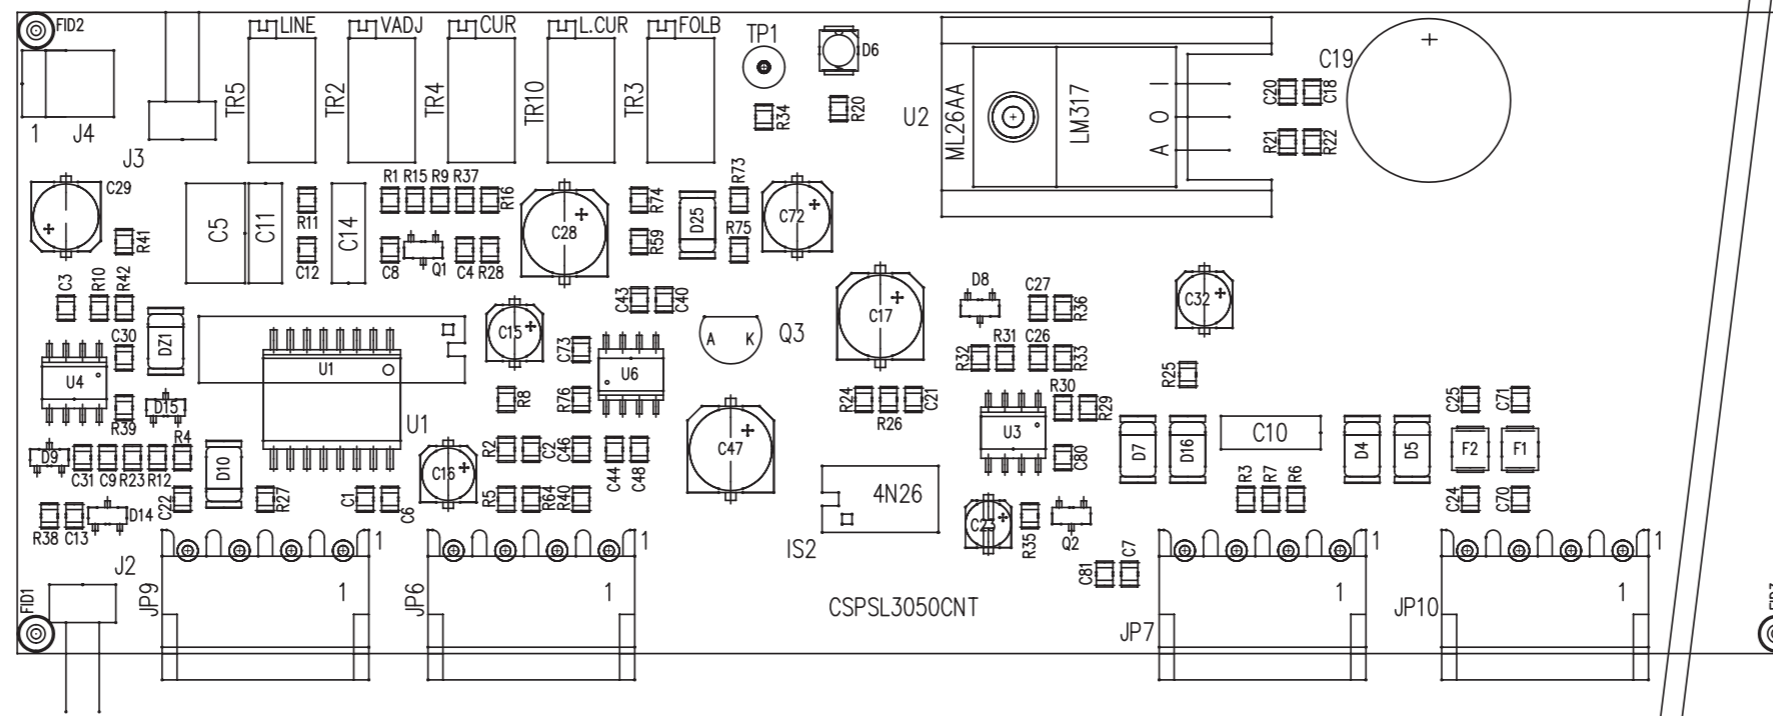 FID2
LINE
VADJ
CUR
L.CUR
FOLB
TP1
D6
C19
+
TR5
TR2
TR4
TR10
TR3
R34
R20
U2
ML26AA
LM317
A O I
C20
C18
R21
R22
1
J4
J3
C29
+
R41
C5
C11
R11
C12
C14
R1
R15
R9
R37
R16
C8
Q1
C4
R28
C28
+
R74
R59
D25
R73
R75
C72
+
C3
R10
R42
C30
DZ1
U4
R39
D15
U1
U1
C15
+
C43
C40
C73
U6
R8
R76
Q3
A K
C17
+
D8
C27
R36
R32
R31
C26
R33
C32
+
R25
R24
R26
C21
R30
R29
U3
C80
D9
C31
C9
R23
R12
R4
D10
C22
R27
C1
C6
C16
+
R2
C2
C46
C44
C48
R5
R64
R40
C47
+
4N26
IS2
C23
+
R35
Q2
D7
D16
C10
D4
D5
C25
C71
F2
F1
C24
C70
R3
R7
R6
R38
C13
D14
J2
FID1
JP9
1
1
JP6
1
1
CSPSL3050CNT
C81
C7
JP7
1
1
JP10
1
1
FID3